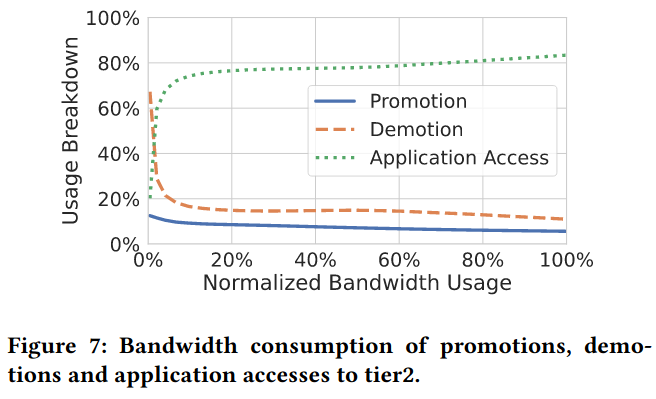 100%
80%
60%
40%
20%
0%
Usage Breakdown
Promotion
Demotion
Application Access
0% 20% 40% 60% 80% 100%
Normalized Bandwidth Usage
Figure 7: Bandwidth consumption of promotions, demo-
tions and application accesses to tier2.